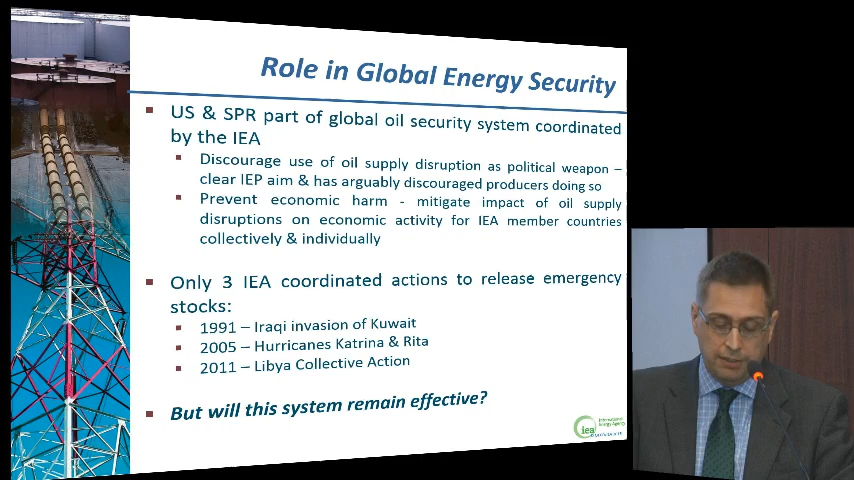 Role in Global Energy Security
US & SPR part of global oil security system coordinated
by the IEA
Discourage use of oil supply disruption as political weapon –
clear IEP aim & has arguably discouraged producers doing so
Prevent economic harm - mitigate impact of oil supply
disruptions on economic activity for IEA member countries
collectively & individually
Only 3 IEA coordinated actions to release emergency
stocks:
1991 – Iraqi invasion of Kuwait
2005 – Hurricanes Katrina & Rita
2011 – Libya Collective Action
But will this system remain effective?
iea
International
Energy Agency